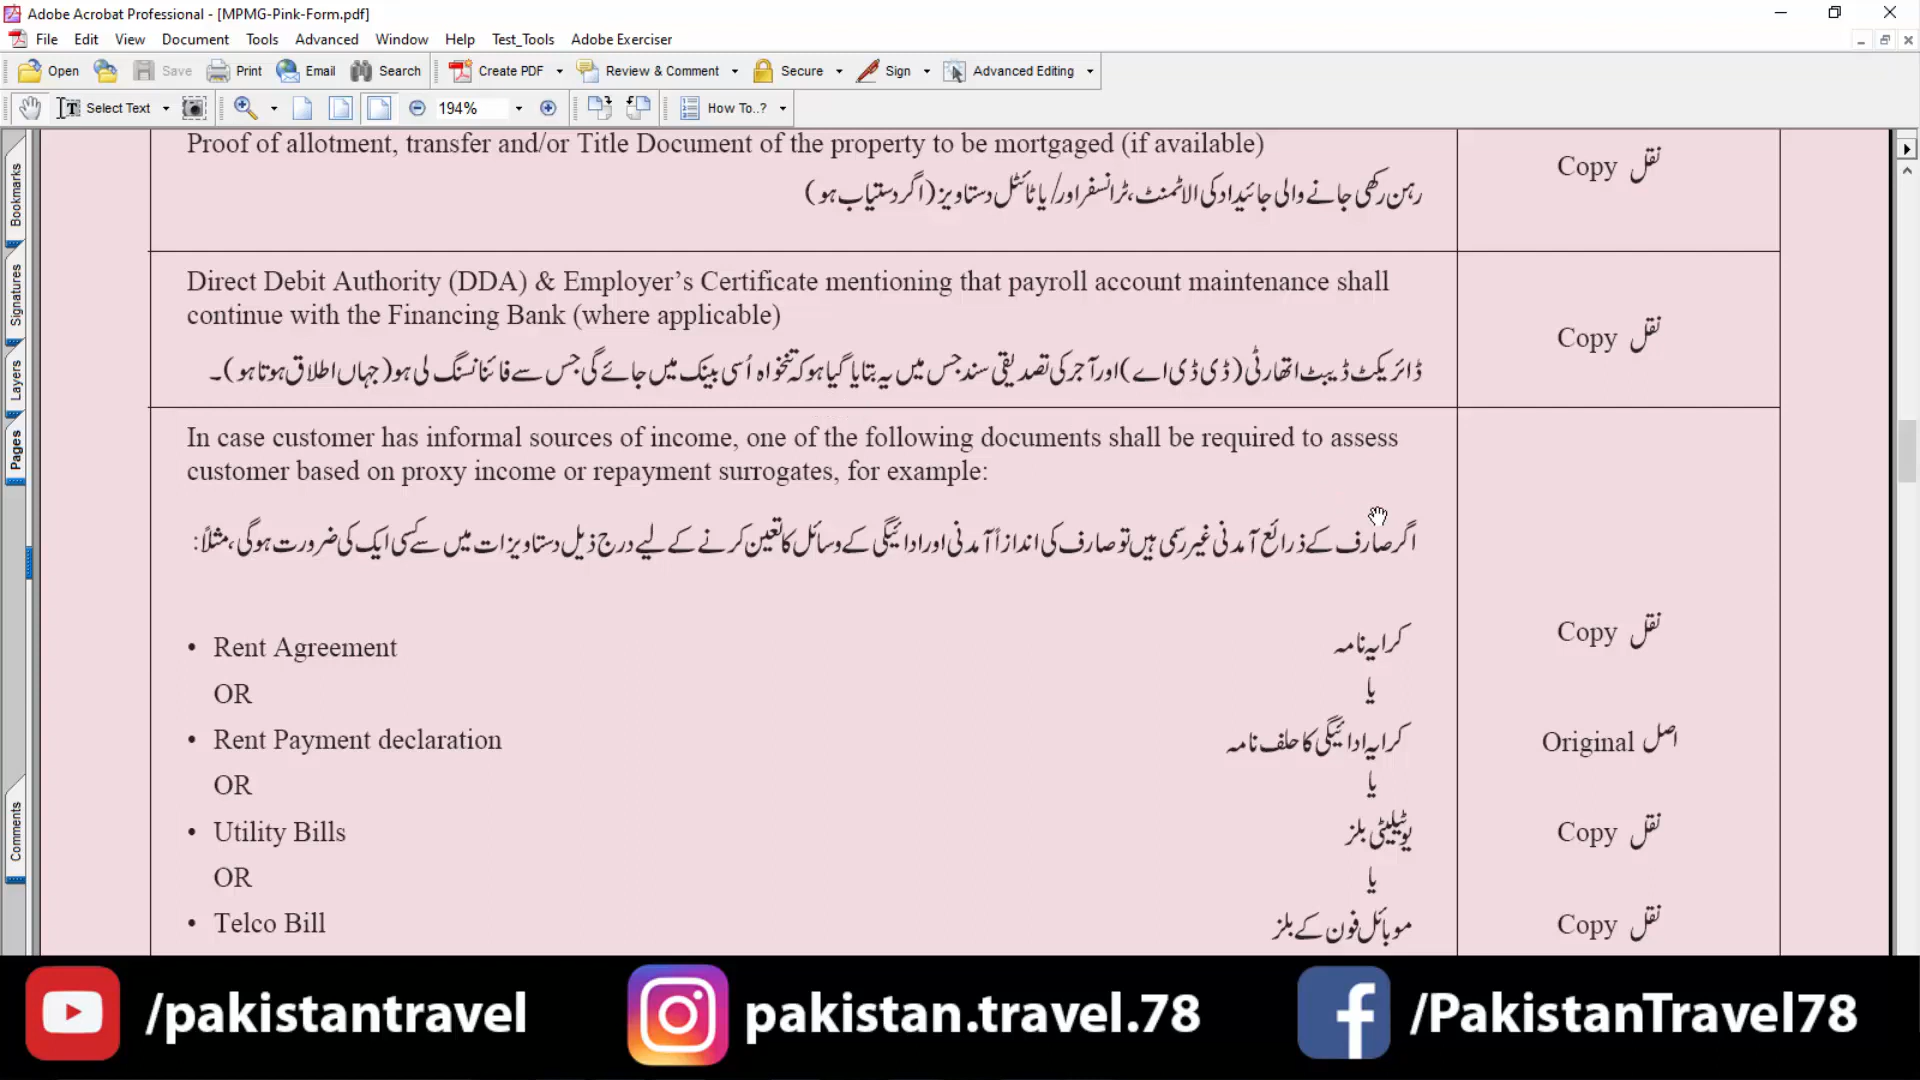 Adobe Acrobat Professional - [MPMG-Pink-Form.pdf]
File Edit View Document Tools Advanced Window Help Test_Tools Adobe Exerciser
Open Save Print Email Search Create PDF Review & Comment Secure Sign Advanced Editing
Select Text 194% How To..?
Bookmarks
Signatures
Layers
Pages
Comments
Proof of allotment, transfer and/or Title Document of the property to be mortgaged (if available)
رہن رکھی جانے والی جائیداد کی الاٹمنٹ، ٹرانسفر اور/ یا ٹائٹل دستاویز (اگر دستیاب ہو)
Copy نقل
Direct Debit Authority (DDA) & Employer’s Certificate mentioning that payroll account maintenance shall
continue with the Financing Bank (where applicable)
ڈائریکٹ ڈیبٹ اتھارٹی (ڈی ڈی اے) اور آجر کی تصدیقی سند جس میں یہ بتایا گیا ہو کہ تنخواہ اُسی بینک میں جائے گی جس سے فائنانسنگ لی ہو (جہاں اطلاق ہوتا ہو)۔
Copy نقل
In case customer has informal sources of income, one of the following documents shall be required to assess
customer based on proxy income or repayment surrogates, for example:
اگر صارف کے ذرائع آمدنی غیر رسمی ہیں تو صارف کی اندازاً آمدنی اور ادائیگی کے وسائل کا تعین کرنے کے لیے درج ذیل دستاویزات میں سے کسی ایک کی ضرورت ہوگی، مثلاً:
• Rent Agreement کرایہ نامہ Copy نقل
OR یا
• Rent Payment declaration کرایہ ادائیگی کا حلف نامہ Original اصل
OR یا
• Utility Bills یوٹیلیٹی بلز Copy نقل
OR یا
• Telco Bill موبائل فون کے بلز Copy نقل
/pakistantravel pakistan.travel.78 /PakistanTravel78